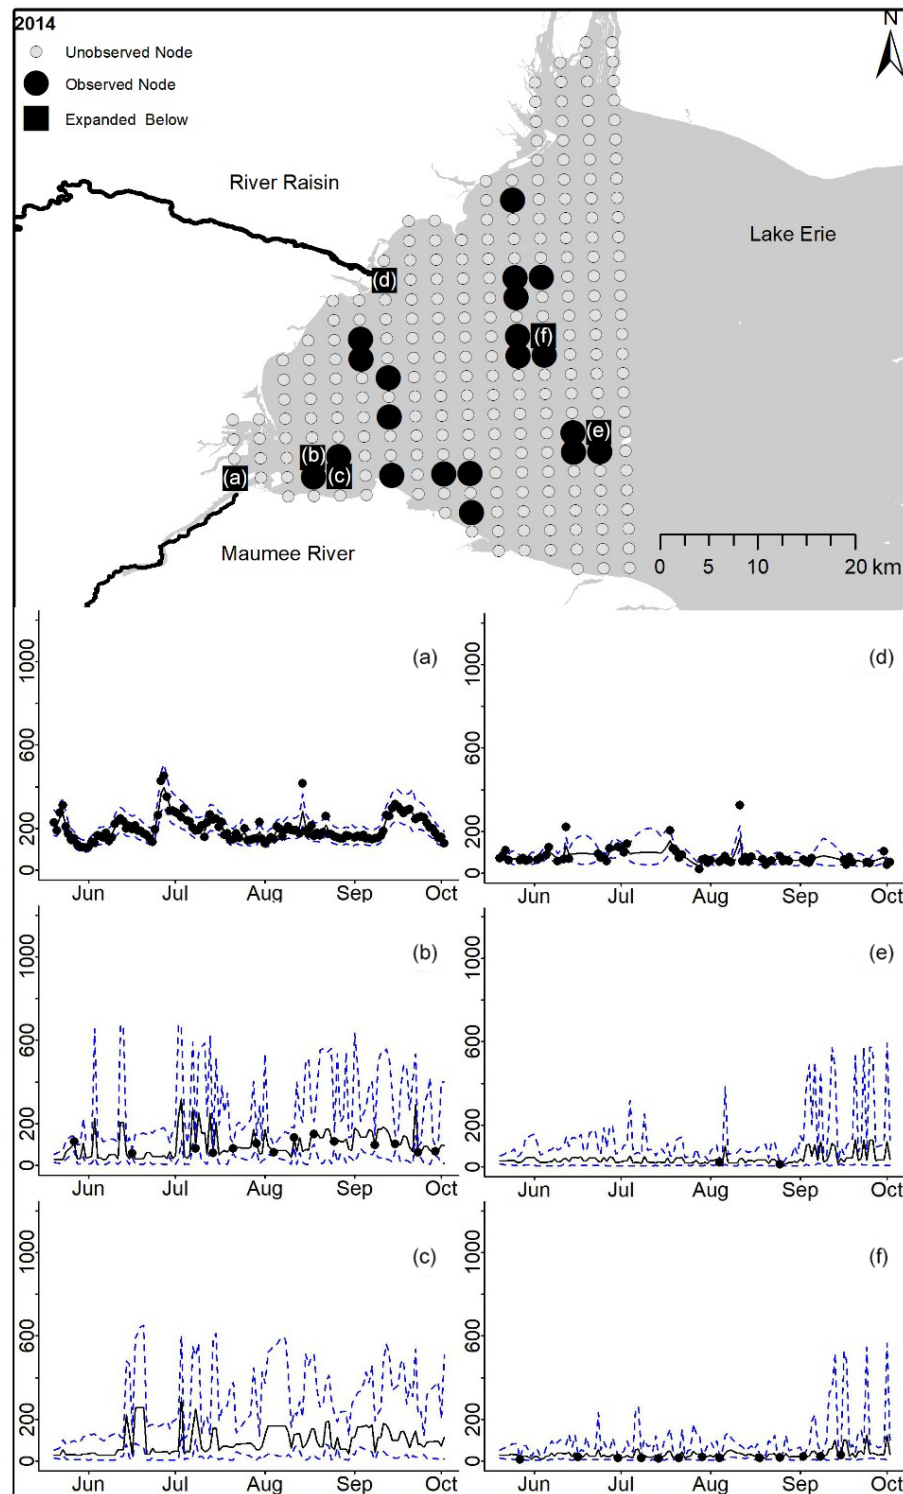 2014
N
Unobserved Node
Observed Node
Expanded Below
River Raisin
Lake Erie
(d)
(f)
(e)
(b)
(a)
(c)
Maumee River
0 5 10 20 km
(a)
0 200 600 1000
Jun Jul Aug Sep Oct
(d)
0 200 600 1000
Jun Jul Aug Sep Oct
(b)
0 200 600 1000
Jun Jul Aug Sep Oct
(e)
0 200 600 1000
Jun Jul Aug Sep Oct
(c)
0 200 600 1000
Jun Jul Aug Sep Oct
(f)
0 200 600 1000
Jun Jul Aug Sep Oct